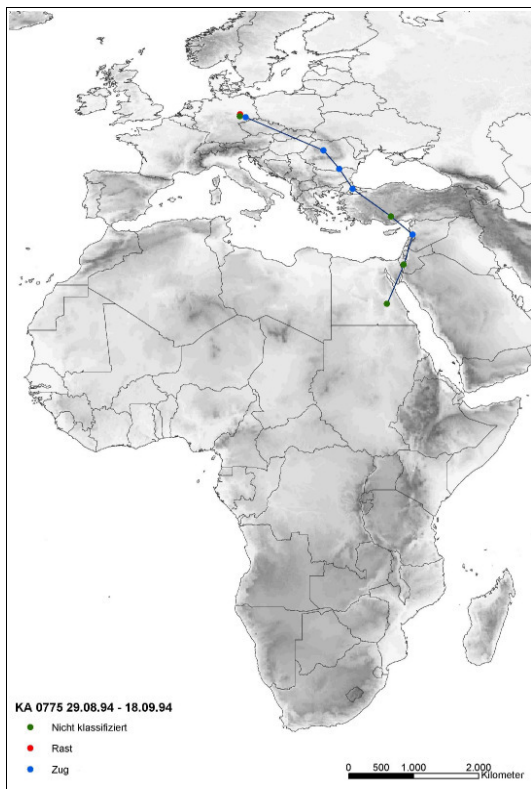 KA 0775 29.08.94 - 18.09.94
Nicht klassifiziert
Rast
Zug
0 500 1.000 2.000
Kilometer